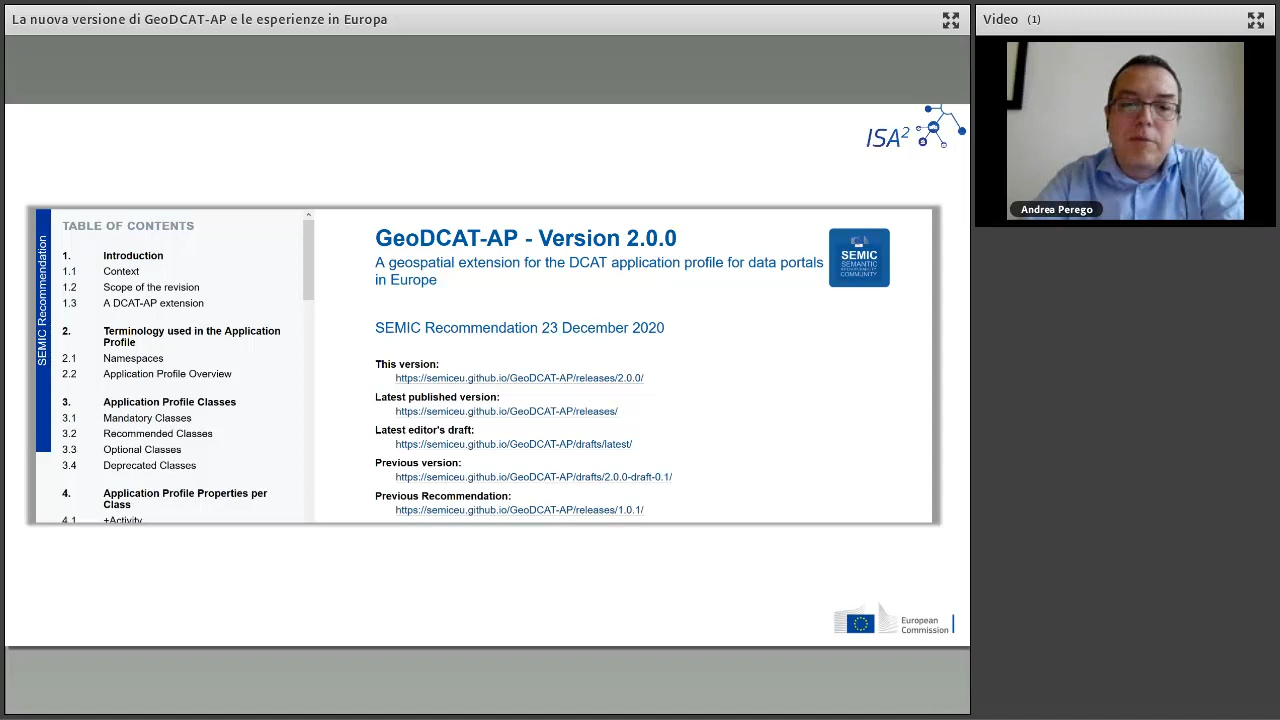 La nuova versione di GeoDCAT-AP e le esperienze in Europa
Video (1)
Andrea Perego
ISA²
SEMIC Recommendation
TABLE OF CONTENTS
1. Introduction
1.1 Context
1.2 Scope of the revision
1.3 A DCAT-AP extension
2. Terminology used in the Application
Profile
2.1 Namespaces
2.2 Application Profile Overview
3. Application Profile Classes
3.1 Mandatory Classes
3.2 Recommended Classes
3.3 Optional Classes
3.4 Deprecated Classes
4. Application Profile Properties per
Class
4.1 +Activity
GeoDCAT-AP - Version 2.0.0
A geospatial extension for the DCAT application profile for data portals
in Europe
SEMIC
SEMANTIC
INTEROPERABILITY
COMMUNITY
SEMIC Recommendation 23 December 2020
This version:
https://semiceu.github.io/GeoDCAT-AP/releases/2.0.0/
Latest published version:
https://semiceu.github.io/GeoDCAT-AP/releases/
Latest editor's draft:
https://semiceu.github.io/GeoDCAT-AP/drafts/latest/
Previous version:
https://semiceu.github.io/GeoDCAT-AP/drafts/2.0.0-draft-0.1/
Previous Recommendation:
https://semiceu.github.io/GeoDCAT-AP/releases/1.0.1/
European
Commission